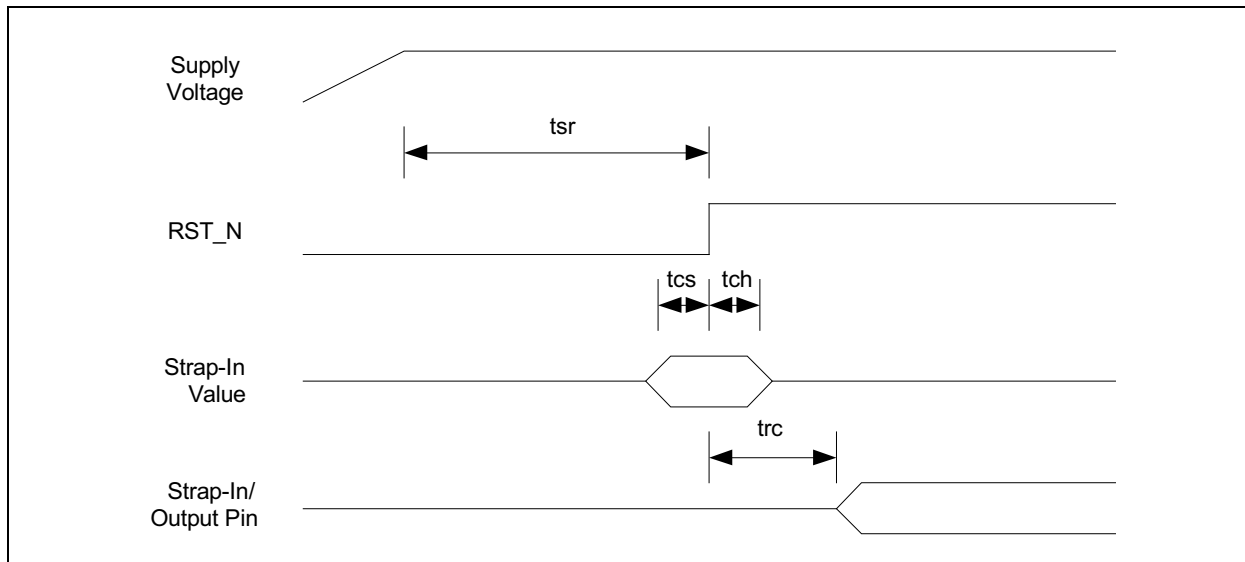 Supply
Voltage
tsr
RST_N
tcs
tch
Strap-In
Value
trc
Strap-In/
Output Pin